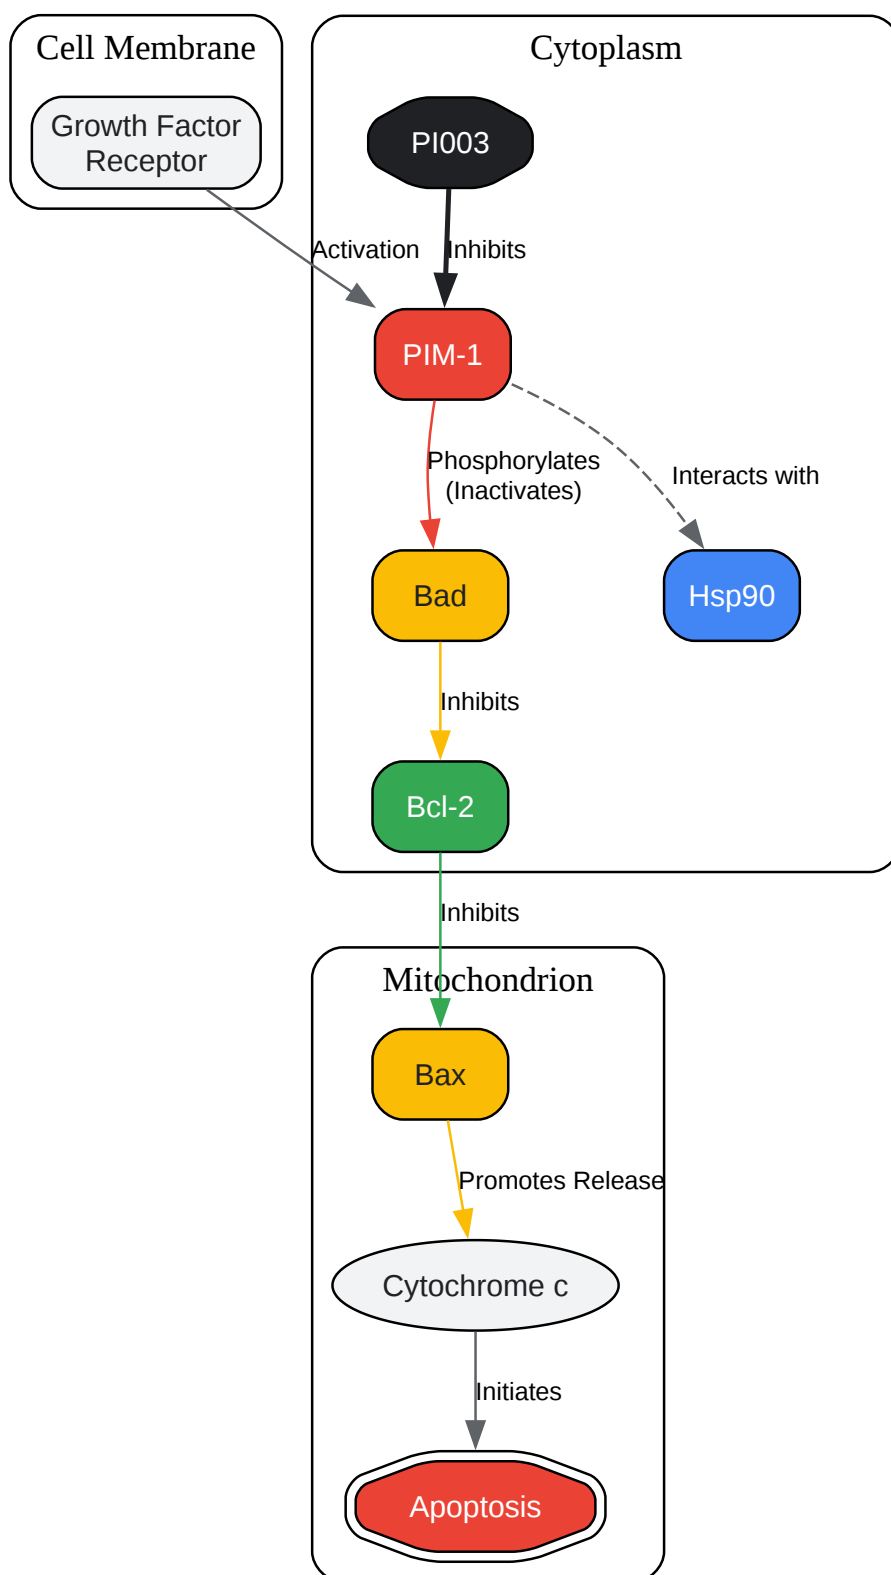 Cell Membrane
Growth Factor
Receptor
Cytoplasm
PI003
Activation
Inhibits
PIM-1
Phosphorylates
(Inactivates)
Interacts with
Bad
Hsp90
Inhibits
Bcl-2
Inhibits
Mitochondrion
Bax
Promotes Release
Cytochrome c
Initiates
Apoptosis